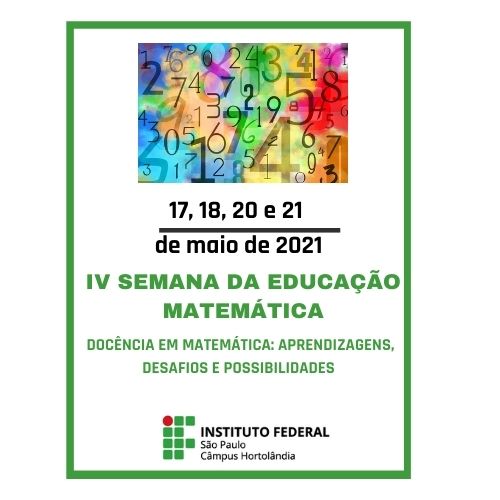 17, 18, 20 e 21
de maio de 2021
IV SEMANA DA EDUCAÇÃO
MATEMÁTICA
DOCÊNCIA EM MATEMÁTICA: APRENDIZAGENS,
DESAFIOS E POSSIBILIDADES
INSTITUTO FEDERAL
São Paulo
Câmpus Hortolândia